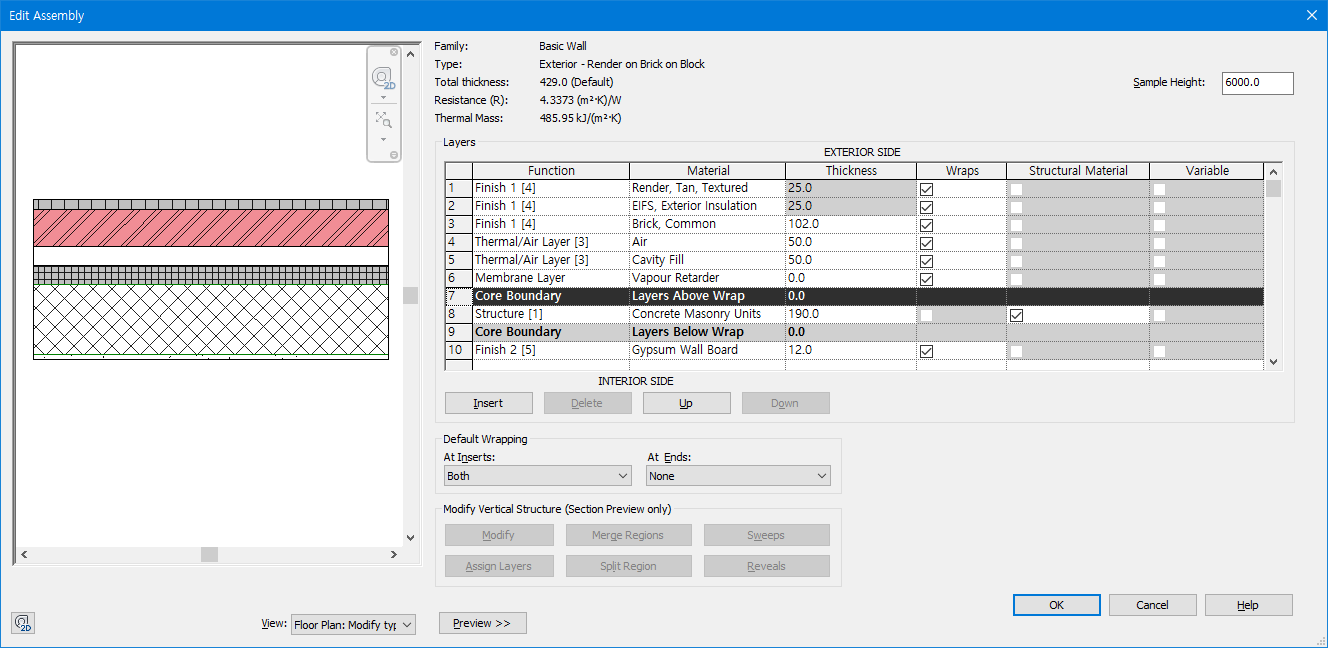 Edit Assembly
2D
Family: Basic Wall
Type: Exterior - Render on Brick on Block
Total thickness: 429.0 (Default)
Resistance (R): 4.3373 (m²·K)/W
Thermal Mass: 485.95 kJ/(m²·K)
Sample Height: 6000.0
Layers
EXTERIOR SIDE
Function Material Thickness Wraps Structural Material Variable
1 Finish 1 [4] Render, Tan, Textured 25.0
2 Finish 1 [4] EIFS, Exterior Insulation 25.0
3 Finish 1 [4] Brick, Common 102.0
4 Thermal/Air Layer [3] Air 50.0
5 Thermal/Air Layer [3] Cavity Fill 50.0
6 Membrane Layer Vapour Retarder 0.0
7 Core Boundary Layers Above Wrap 0.0
8 Structure [1] Concrete Masonry Units 190.0
9 Core Boundary Layers Below Wrap 0.0
10 Finish 2 [5] Gypsum Wall Board 12.0
INTERIOR SIDE
Insert Delete Up Down
Default Wrapping
At Inserts: At Ends:
Both None
Modify Vertical Structure (Section Preview only)
Modify Merge Regions Sweeps
Assign Layers Split Region Reveals
OK Cancel Help
2D
View: Floor Plan: Modify typ Preview >>